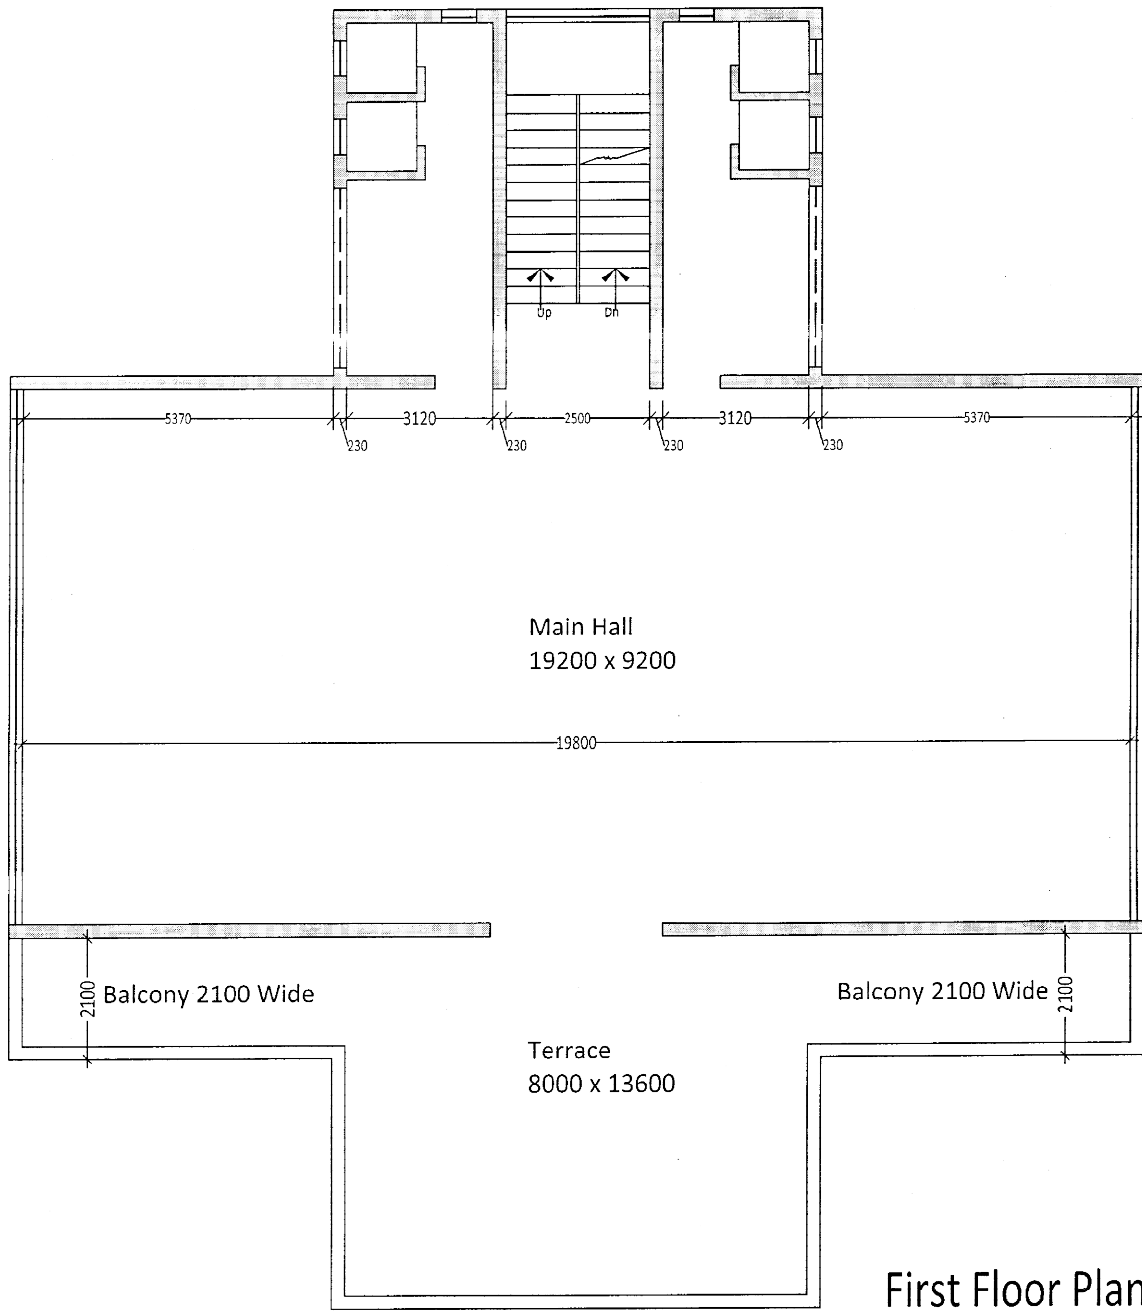 Up
Dn
5370
3120
2500
3120
5370
230
230
230
230
Main Hall
19200 x 9200
19800
2100
Balcony 2100 Wide
Balcony 2100 Wide
2100
Terrace
8000 x 13600
First Floor Plan